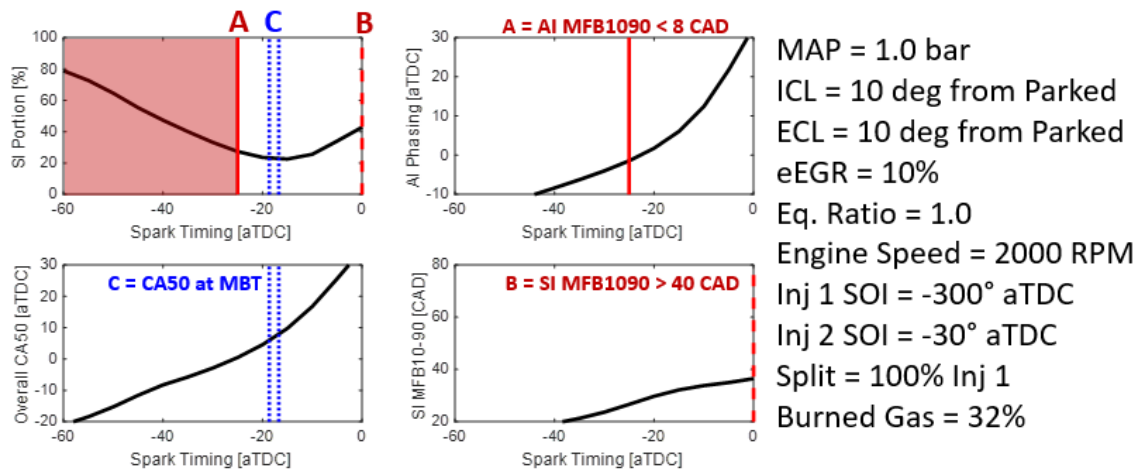 A C B
A = AI MFB1090 < 8 CAD
SI Portion [%]
100
80
60
40
20
0
-60 -40 -20 0
Spark Timing [aTDC]
AI Phasing [aTDC]
30
20
10
0
-10
-60 -40 -20 0
Spark Timing [aTDC]
C = CA50 at MBT
Overall CA50 [aTDC]
30
20
10
0
-10
-20
-60 -40 -20 0
Spark Timing [aTDC]
B = SI MFB1090 > 40 CAD
SI MFB10-90 [CAD]
80
60
40
20
-60 -40 -20 0
Spark Timing [aTDC]
MAP = 1.0 bar
ICL = 10 deg from Parked
ECL = 10 deg from Parked
eEGR = 10%
Eq. Ratio = 1.0
Engine Speed = 2000 RPM
Inj 1 SOI = -300° aTDC
Inj 2 SOI = -30° aTDC
Split = 100% Inj 1
Burned Gas = 32%